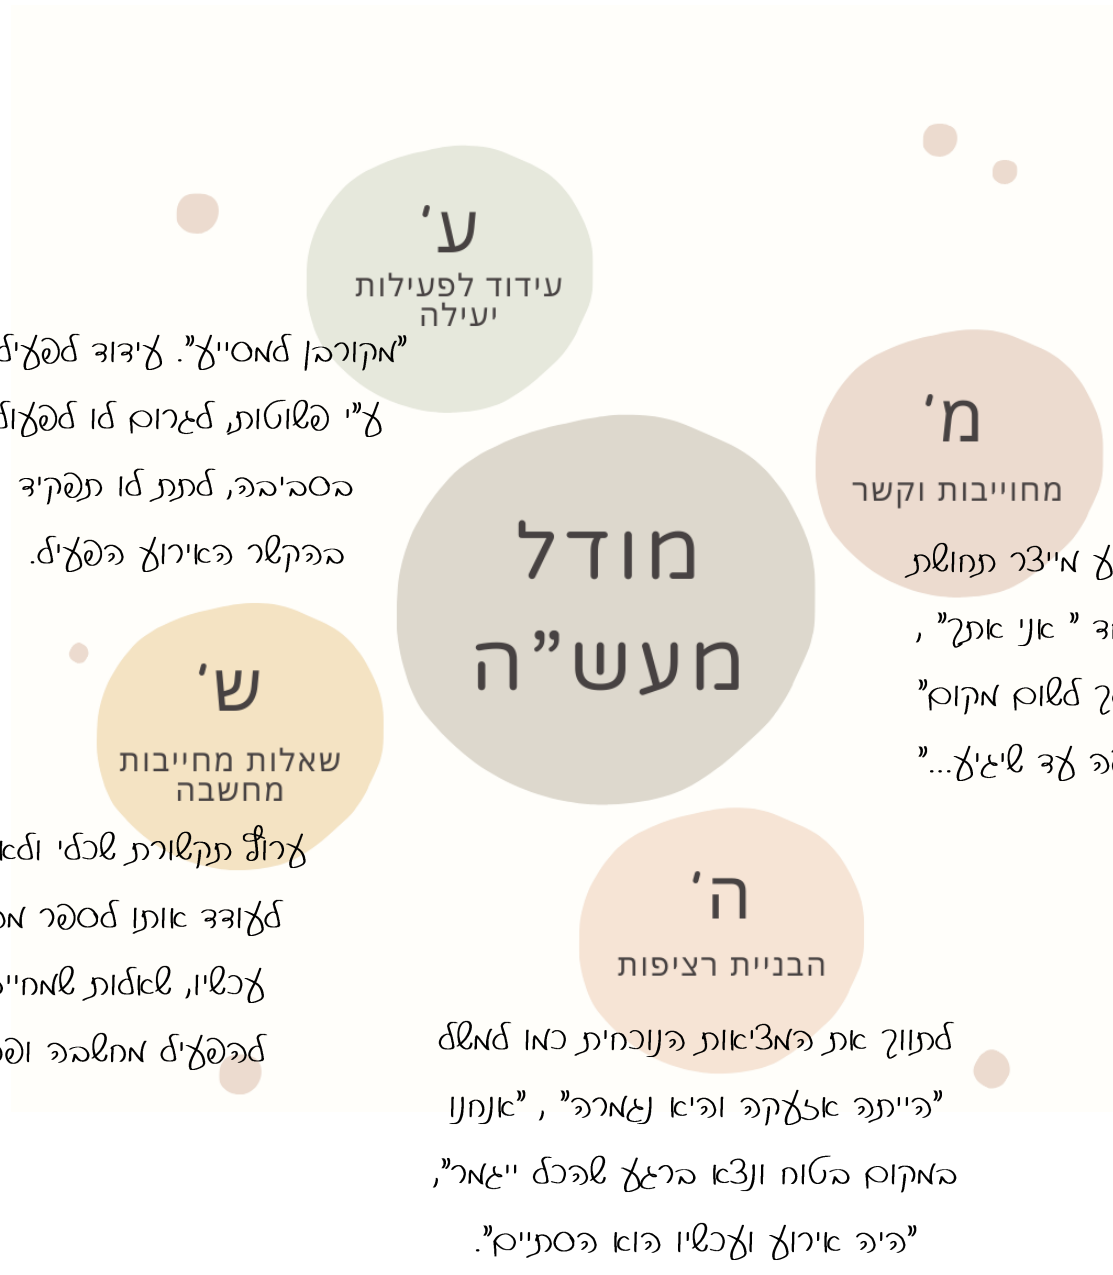 ע'
עידוד לפעילות
יעילה
"מקורבן למסייע". עידוד לפעיל
ע"י פשוטות, לגרום לו לפעול
בסביבה, לתת לו תפקיד
בהקשר האירוע הפעיל.
מ'
מחוייבות וקשר
מייצר תחושת
" אני אתך" ,
לשום מקום"
עד שיגיע..."
מודל
מעש"ה
ש'
שאלות מחייבות
מחשבה
ערוץ תקשורת שכלי ולא
לעודד אותו לספר
עכשיו, שאלות
להפעיל מחשבה
ה'
הבניית רציפות
לתווך את המציאות הנוכחית כמו למשל
"הייתה אזעקה והיא נגמרה" , "אנחנו
במקום בטוח ונצא ברגע שהכל ייגמר",
"היה אירוע ועכשיו הוא הסתיים".